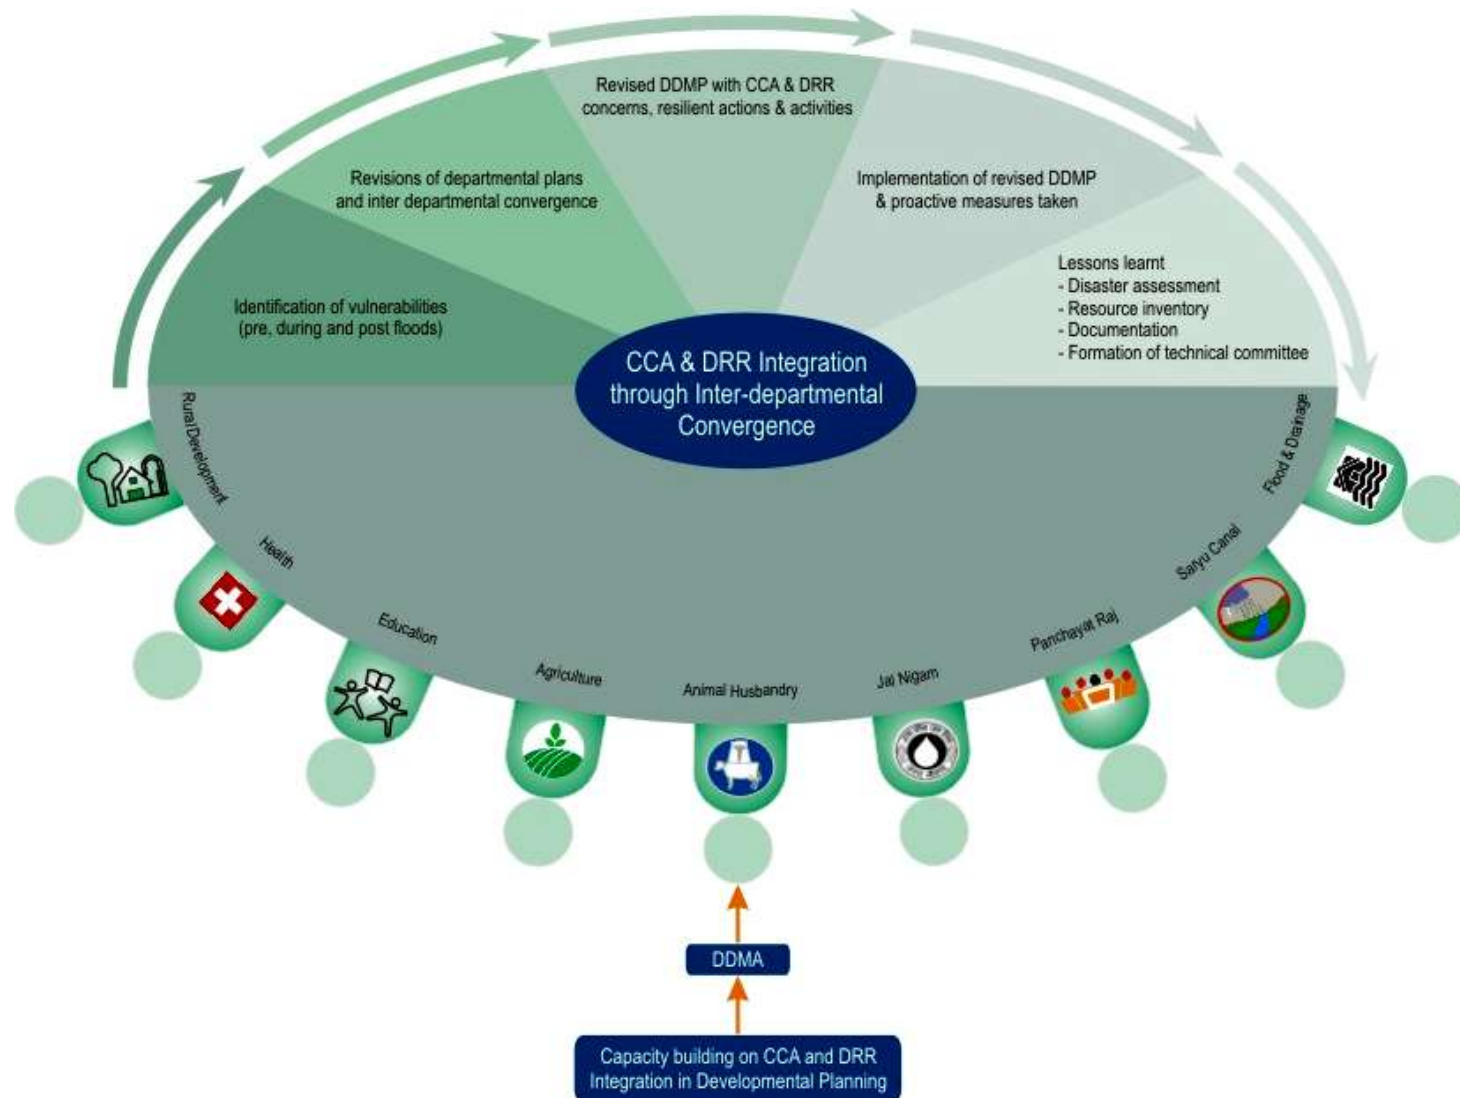 Revised DDMP with CCA & DRR
concerns, resilient actions & activities
Revisions of departmental plans
and inter departmental convergence
Implementation of revised DDMP
& proactive measures taken
Identification of vulnerabilities
(pre, during and post floods)
Lessons learnt
- Disaster assessment
- Resource inventory
- Documentation
- Formation of technical committee
CCA & DRR Integration
through Inter-departmental
Convergence
Rural Development
Health
Education
Agriculture
Animal Husbandry
Jal Nigam
Panchayat Raj
Saryu Canal
Flood & Drainage
DDMA
Capacity building on CCA and DRR
Integration in Developmental Planning